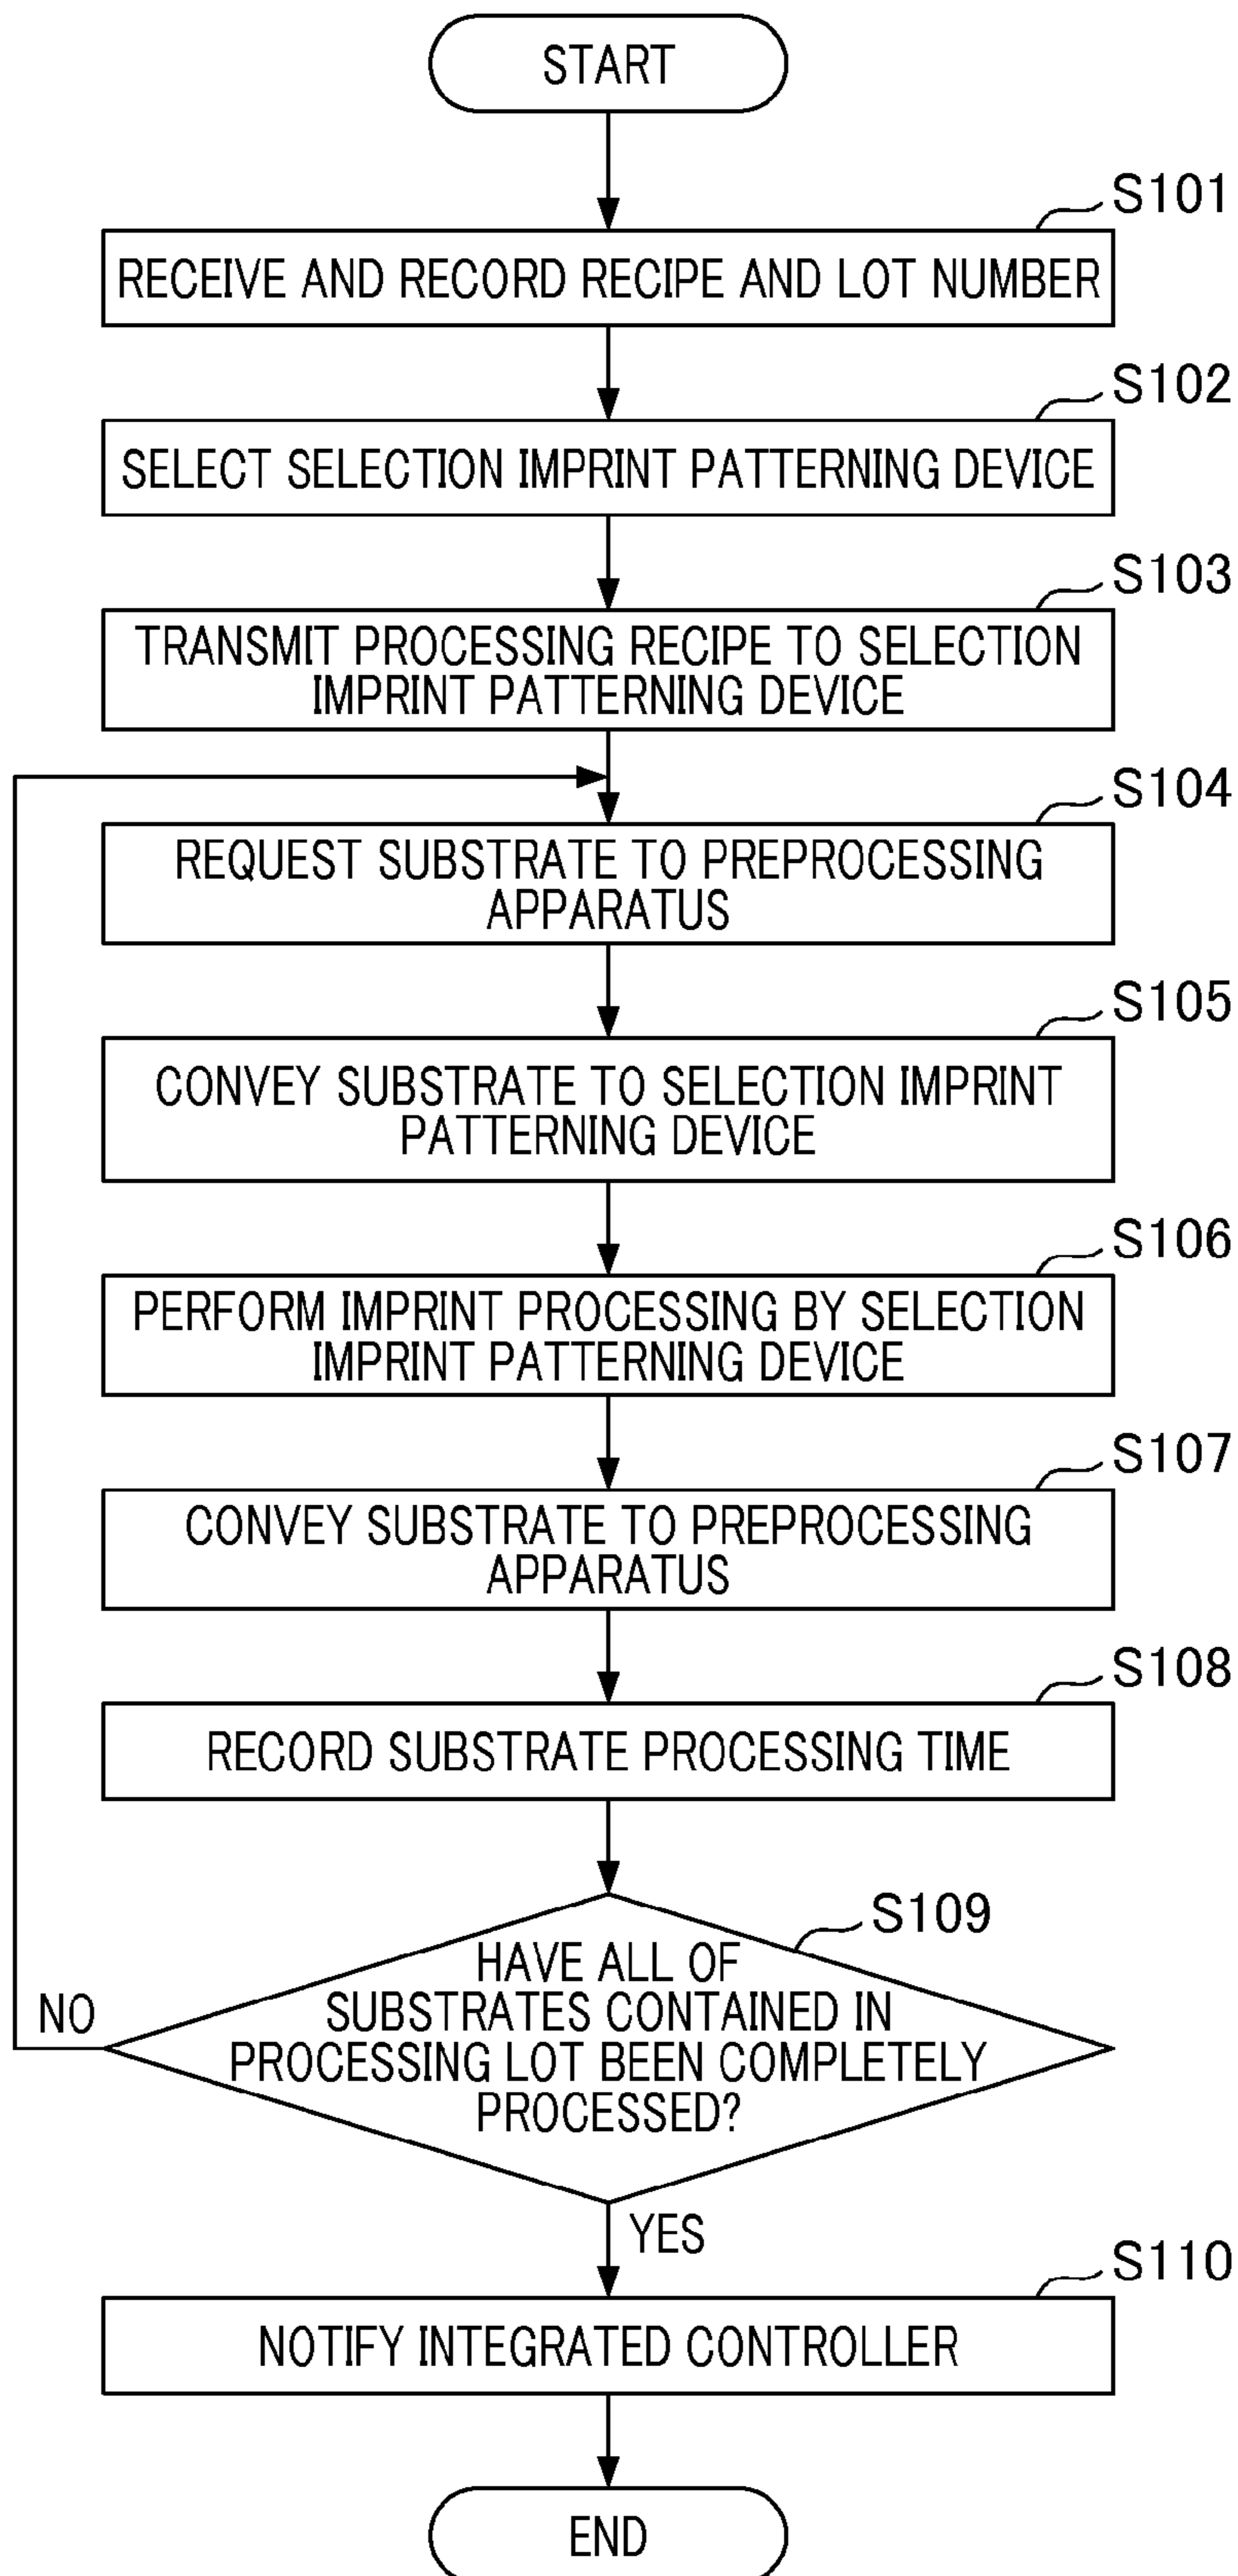 START
S101
RECEIVE AND RECORD RECIPE AND LOT NUMBER
S102
SELECT SELECTION IMPRINT PATTERNING DEVICE
S103
TRANSMIT PROCESSING RECIPE TO SELECTION
IMPRINT PATTERNING DEVICE
S104
REQUEST SUBSTRATE TO PREPROCESSING
APPARATUS
S105
CONVEY SUBSTRATE TO SELECTION IMPRINT
PATTERNING DEVICE
S106
PERFORM IMPRINT PROCESSING BY SELECTION
IMPRINT PATTERNING DEVICE
S107
CONVEY SUBSTRATE TO PREPROCESSING
APPARATUS
S108
RECORD SUBSTRATE PROCESSING TIME
S109
HAVE ALL OF
SUBSTRATES CONTAINED IN
PROCESSING LOT BEEN COMPLETELY
PROCESSED?
NO
YES
S110
NOTIFY INTEGRATED CONTROLLER
END